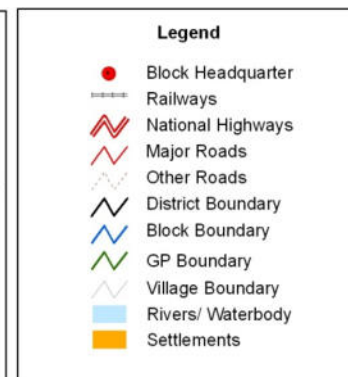 Legend
Block Headquarter
Railways
National Highways
Major Roads
Other Roads
District Boundary
Block Boundary
GP Boundary
Village Boundary
Rivers/ Waterbody
Settlements